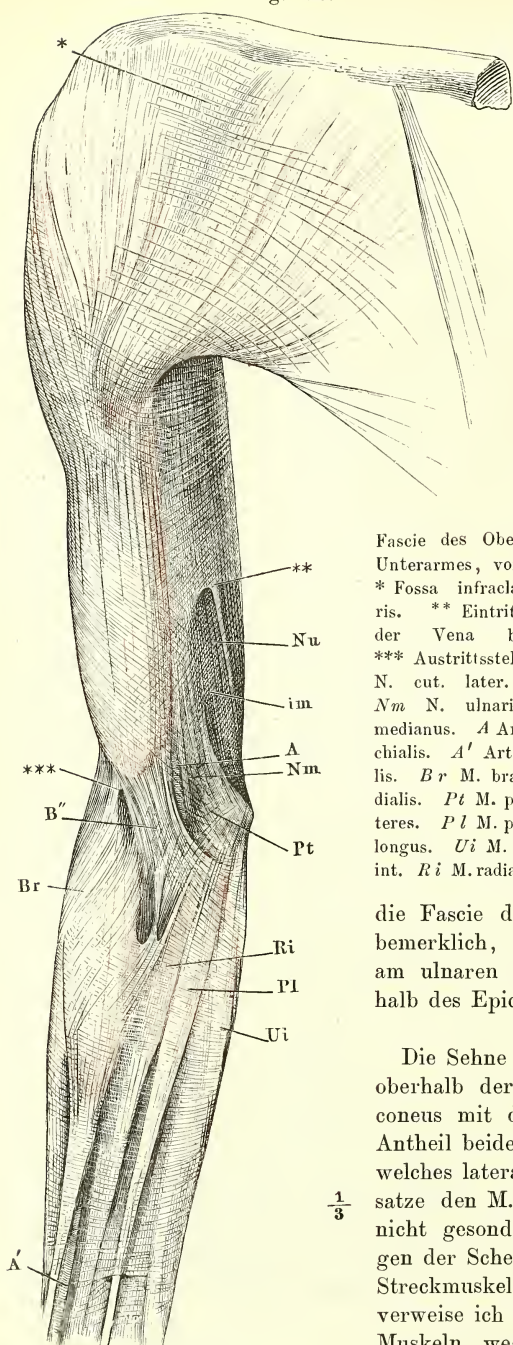 *
**
Nu
im
A
Nm
***
B″
Pt
Br
Ri
Pl
Ui
A′
1/3
Fascie des Obe
Unterarmes, vo
* Fossa infracla
ris. ** Eintrit
der Vena b
*** Austrittsstel
N. cut. later.
Nm N. ulnari
medianus. A Ar
chialis. A′ Art
lis. Br M. bra
dialis. Pt M. p
teres. Pl M. p
longus. Ui M.
int. Ri M. radia
die Fascie d
bemerklich,
am ulnaren
halb des Epic
Die Sehne
oberhalb der
coneus mit d
Antheil beide
welches latera
satze den M.
nicht gesond
gen der Sche
Streckmuskel
verweise ich
Muskeln, we